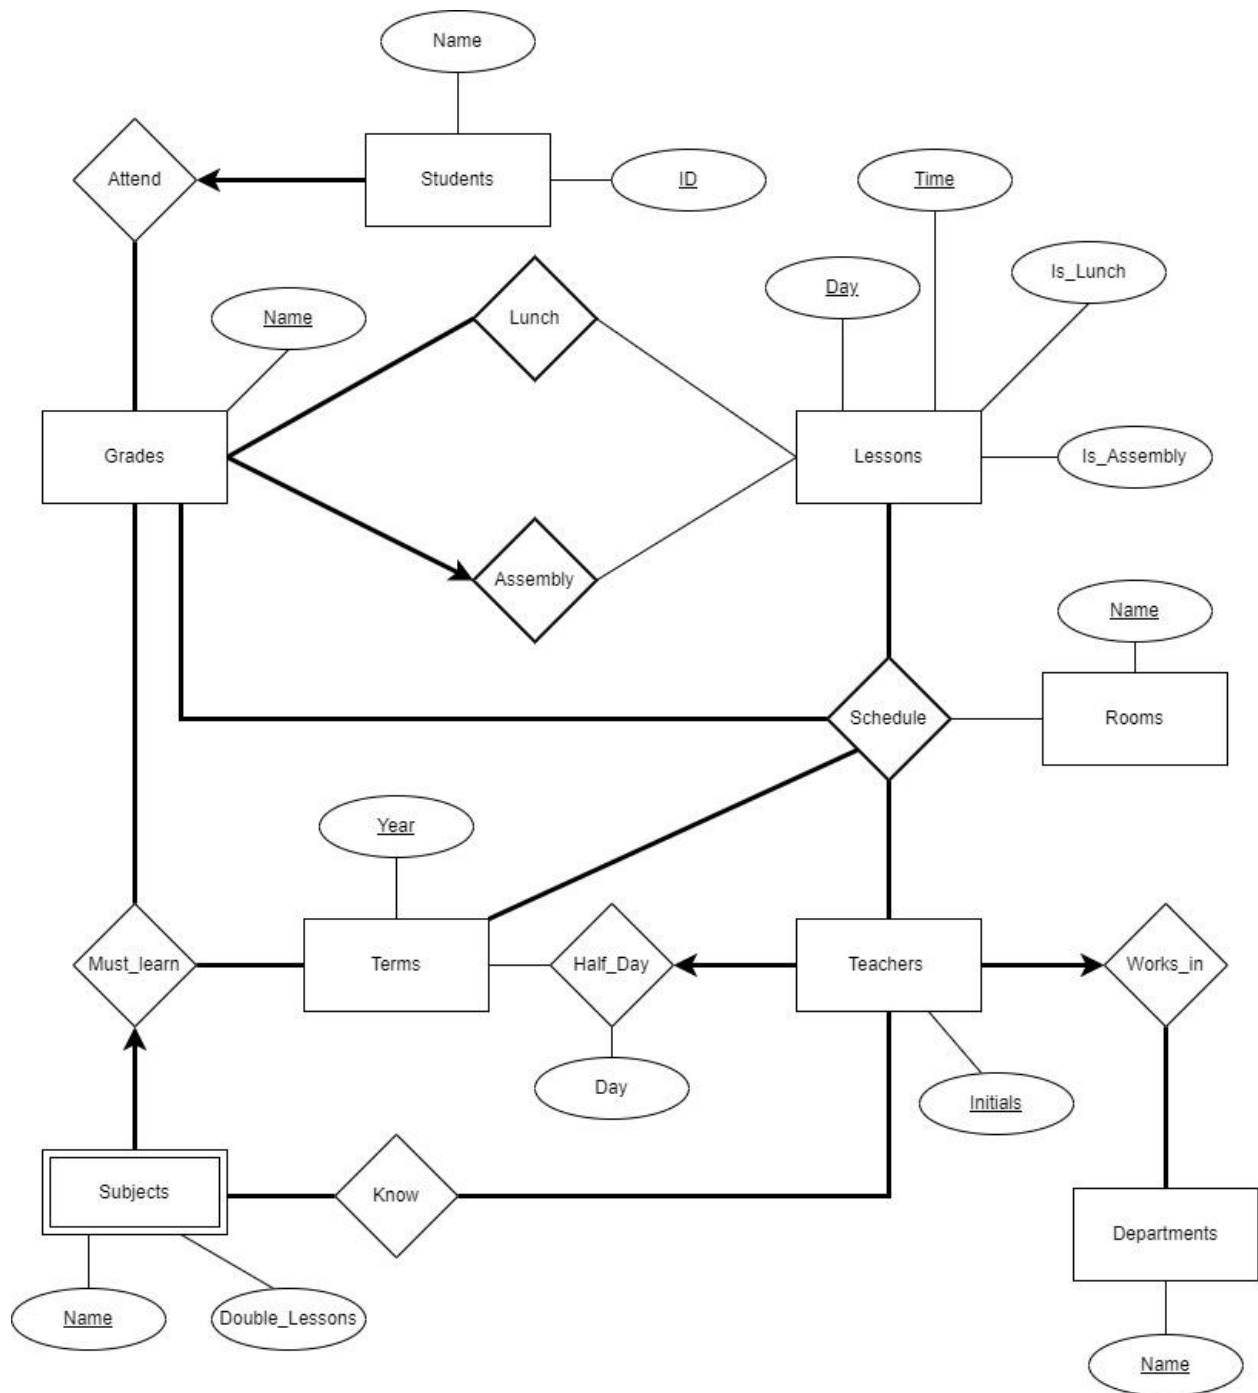 Name
Attend
Students
ID
Time
Is_Lunch
Day
Name
Lunch
Grades
Lessons
Is_Assembly
Assembly
Name
Schedule
Rooms
Year
Must_learn
Terms
Half_Day
Teachers
Works_in
Day
Initials
Subjects
Know
Departments
Name
Double_Lessons
Name